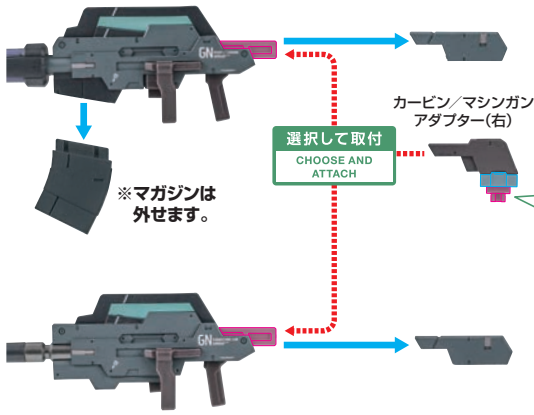 GN
カービン／マシンガン
アダプター（右）
選択して取付
CHOOSE AND
ATTACH
※マガジンは
外せます。
GN